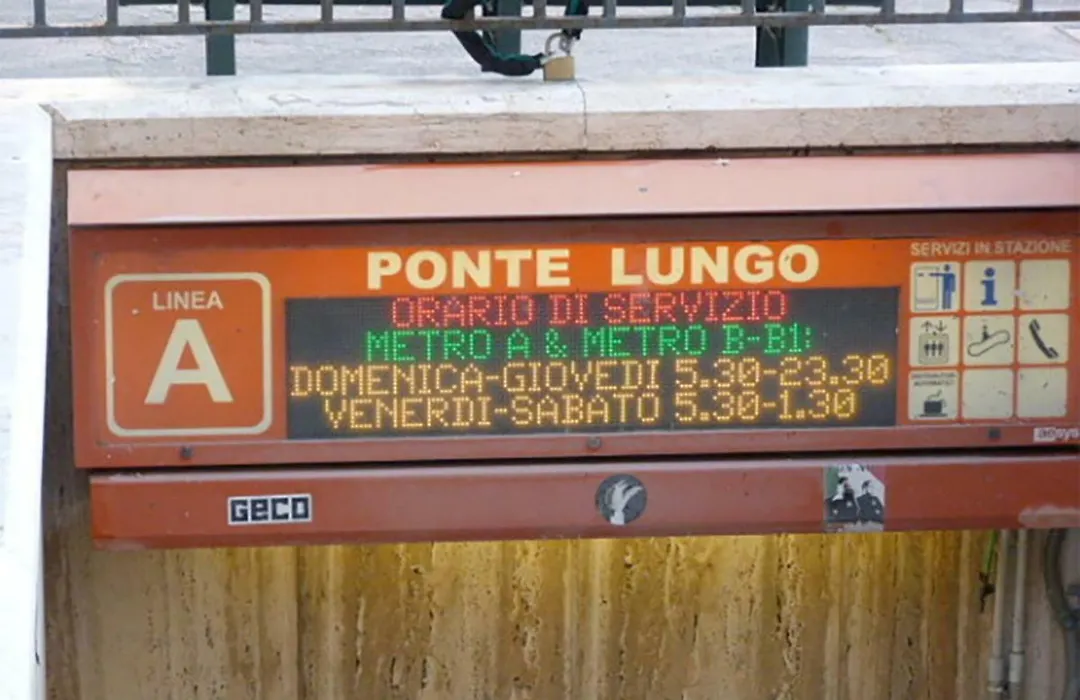 LINEA
A
PONTE LUNGO
ORARIO DI SERVIZIO
METRO A & METRO B-B1:
DOMENICA-GIOVEDI 5.30-23.30
VENERDI-SABATO 5.30-1.30
SERVIZI IN STAZIONE
i
GECO